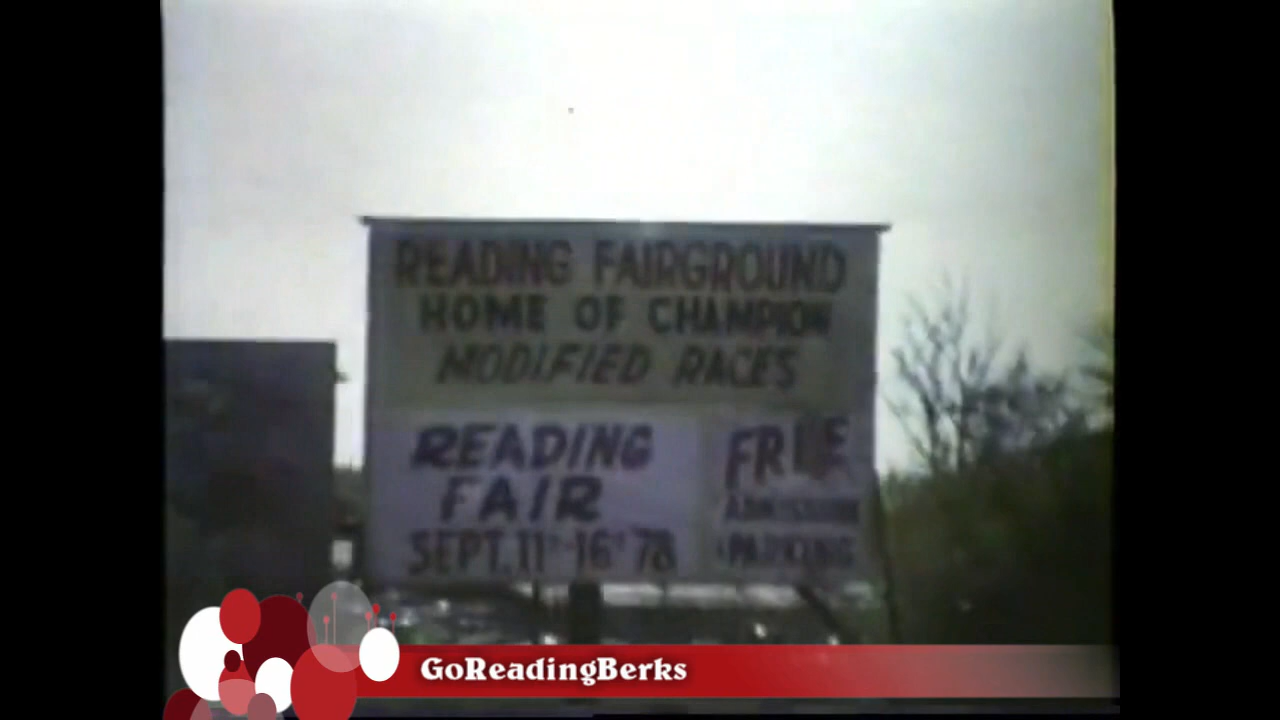 READING FAIRGROUND
HOME OF CHAMPION
MODIFIED RACES
READING
FAIR
SEPT. 11-16 '78
FREE
ADMISSION
PARKING
GoReadingBerks